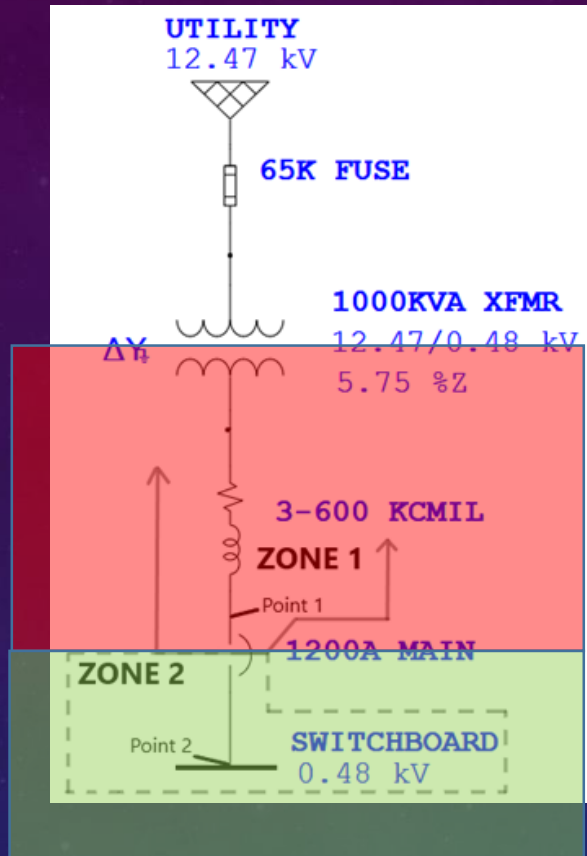 UTILITY
12.47 kV
65K FUSE
1000KVA XFMR
12.47/0.48 kV
5.75 %Z
ΔY
3-600 KCMIL
ZONE 1
Point 1
1200A MAIN
ZONE 2
Point 2
SWITCHBOARD
0.48 kV